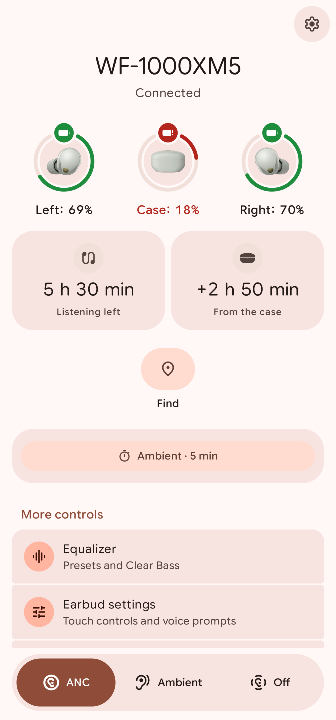 WF-1000XM5
Connected
Left: 69%
Case: 18%
Right: 70%
5 h 30 min
Listening left
+2 h 50 min
From the case
Find
Ambient · 5 min
More controls
Equalizer
Presets and Clear Bass
Earbud settings
Touch controls and voice prompts
ANC
Ambient
Off